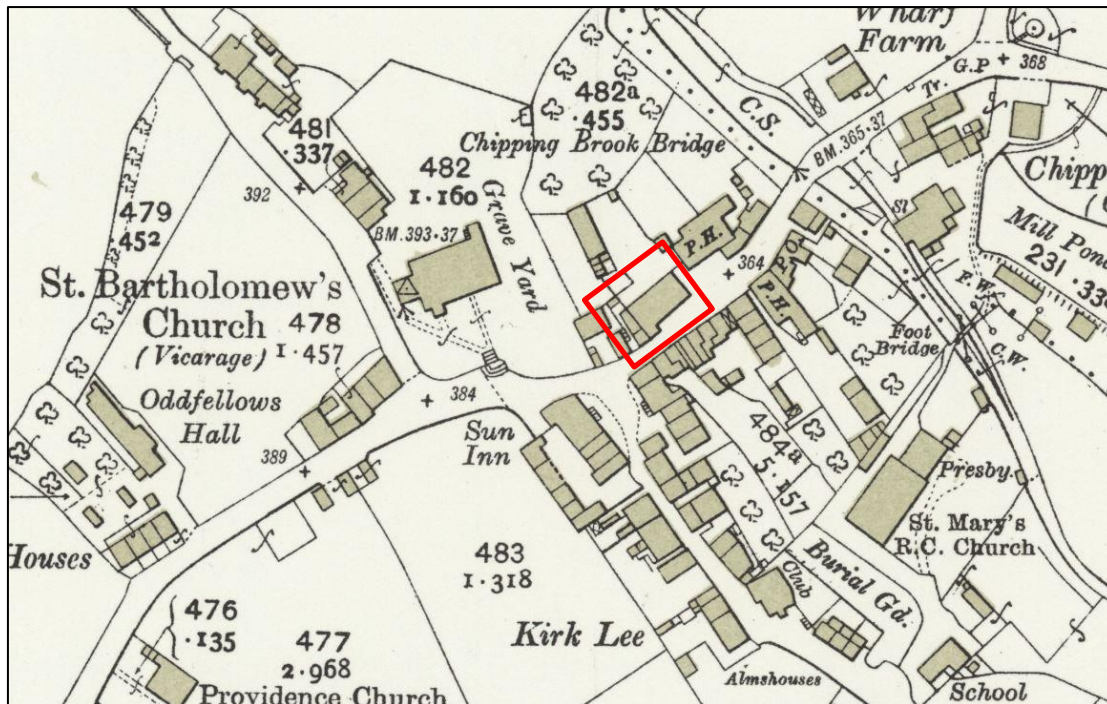 Wharf
Farm
G.P
368
Tr.
482a
.455
C.S.
BM.365.37
Chipping Brook Bridge
481
.337
392
482
1.160
Grave
Yard
BM.393.37
479
452
St. Bartholomew's
Church
(Vicarage)
478
1.457
Oddfellows
Hall
384
389
P.H.
364
P.O.
P.H.
Sl
Chipp
Mill Pond
231
.330
F.W.
C.W.
Foot
Bridge
Sun
Inn
484a
5.157
Presby.
St. Mary's
R.C. Church
Houses
483
1.318
Club
Burial Gd.
476
.135
477
2.968
Kirk Lee
Almshouses
Providence Church
School